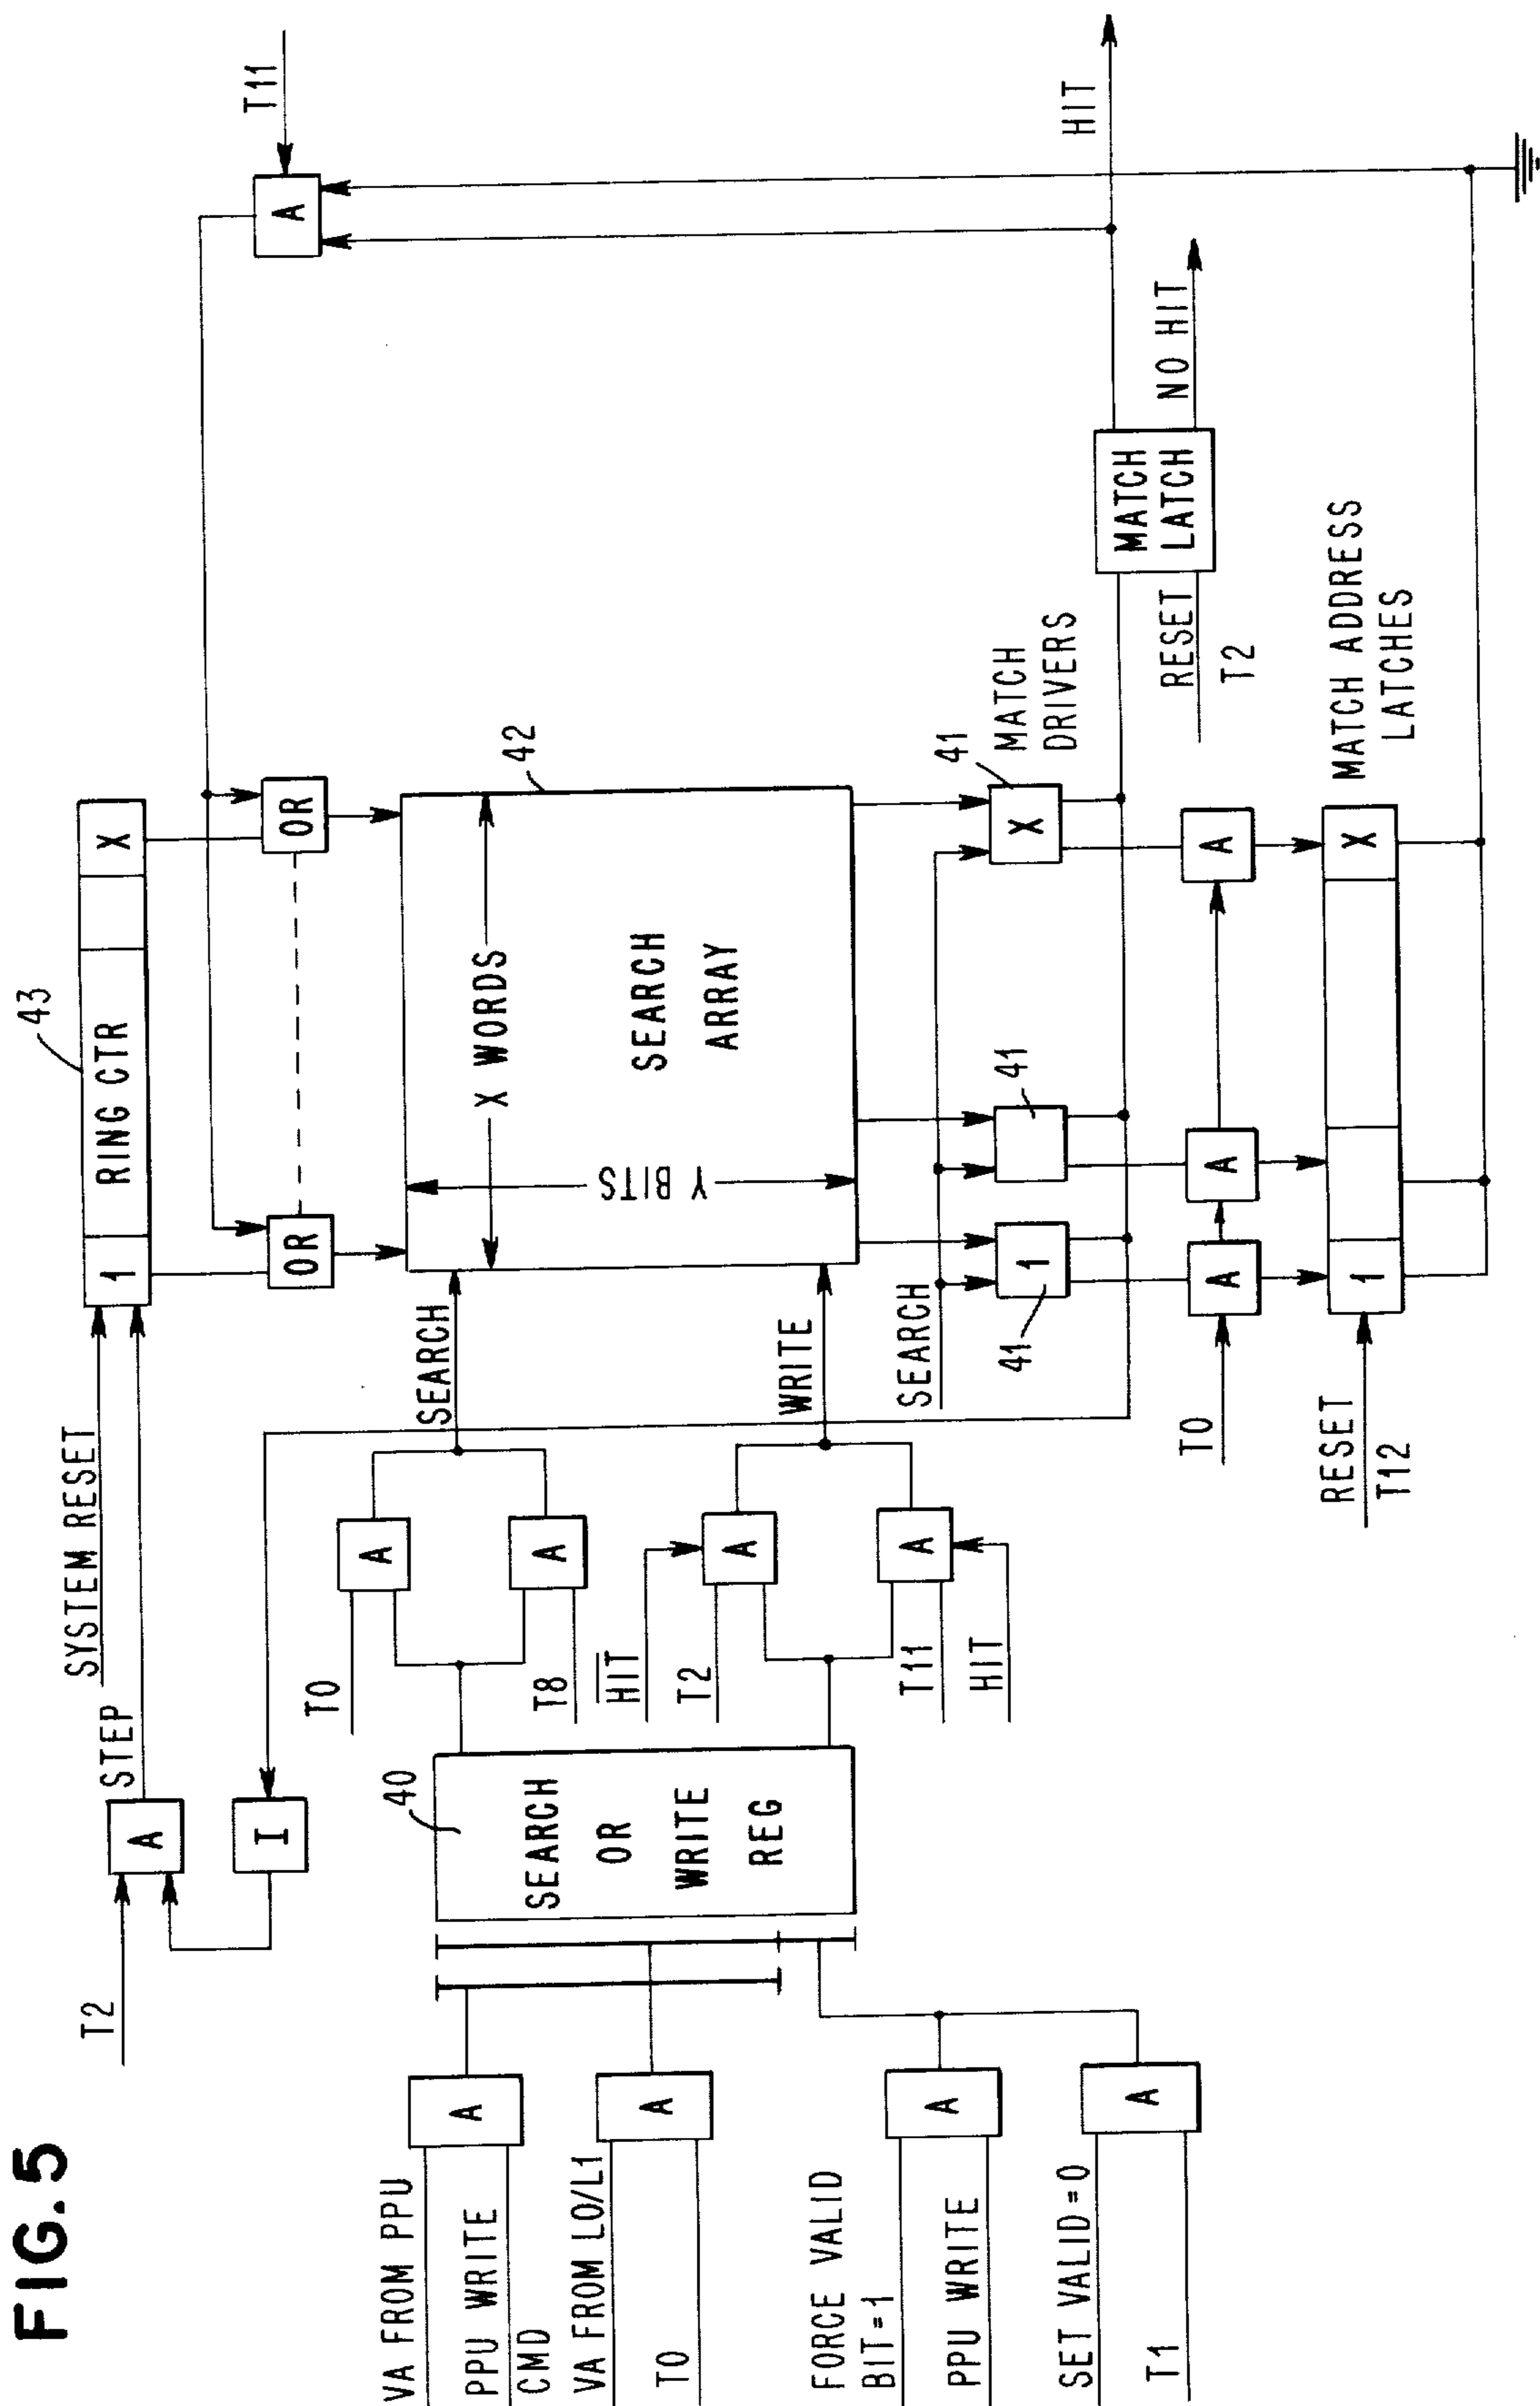 FIG.5
T2
A
STEP
SYSTEM RESET
I
43
1
RING CTR
X
OR
OR
A
T11
VA FROM PPU
PPU WRITE
CMD
A
VA FROM L0/L1
T0
A
FORCE VALID
BIT=1
PPU WRITE
A
SET VALID=0
T1
A
40
SEARCH
OR
WRITE
REG
T0
A
T8
A
SEARCH
HIT
T2
A
T11
HIT
A
WRITE
42
X WORDS
Y BITS
SEARCH
ARRAY
SEARCH
41
1
41
41
X
MATCH
DRIVERS
T0
A
A
A
RESET
T12
1
X
MATCH ADDRESS
LATCHES
RESET
T2
MATCH
LATCH
HIT
NO HIT